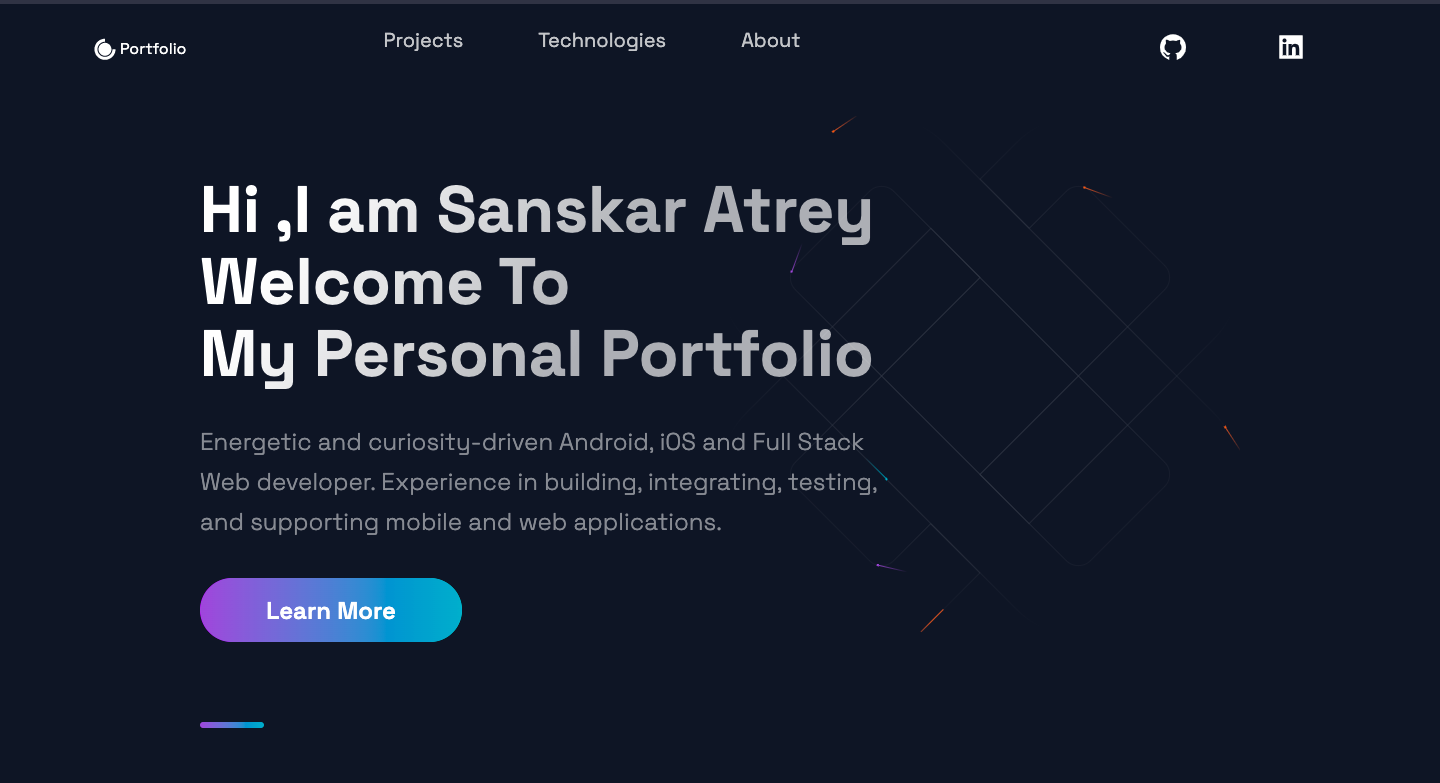 Portfolio
Projects
Technologies
About
in
Hi ,I am Sanskar Atrey
Welcome To
My Personal Portfolio
Energetic and curiosity-driven Android, iOS and Full Stack
Web developer. Experience in building, integrating, testing,
and supporting mobile and web applications.
Learn More